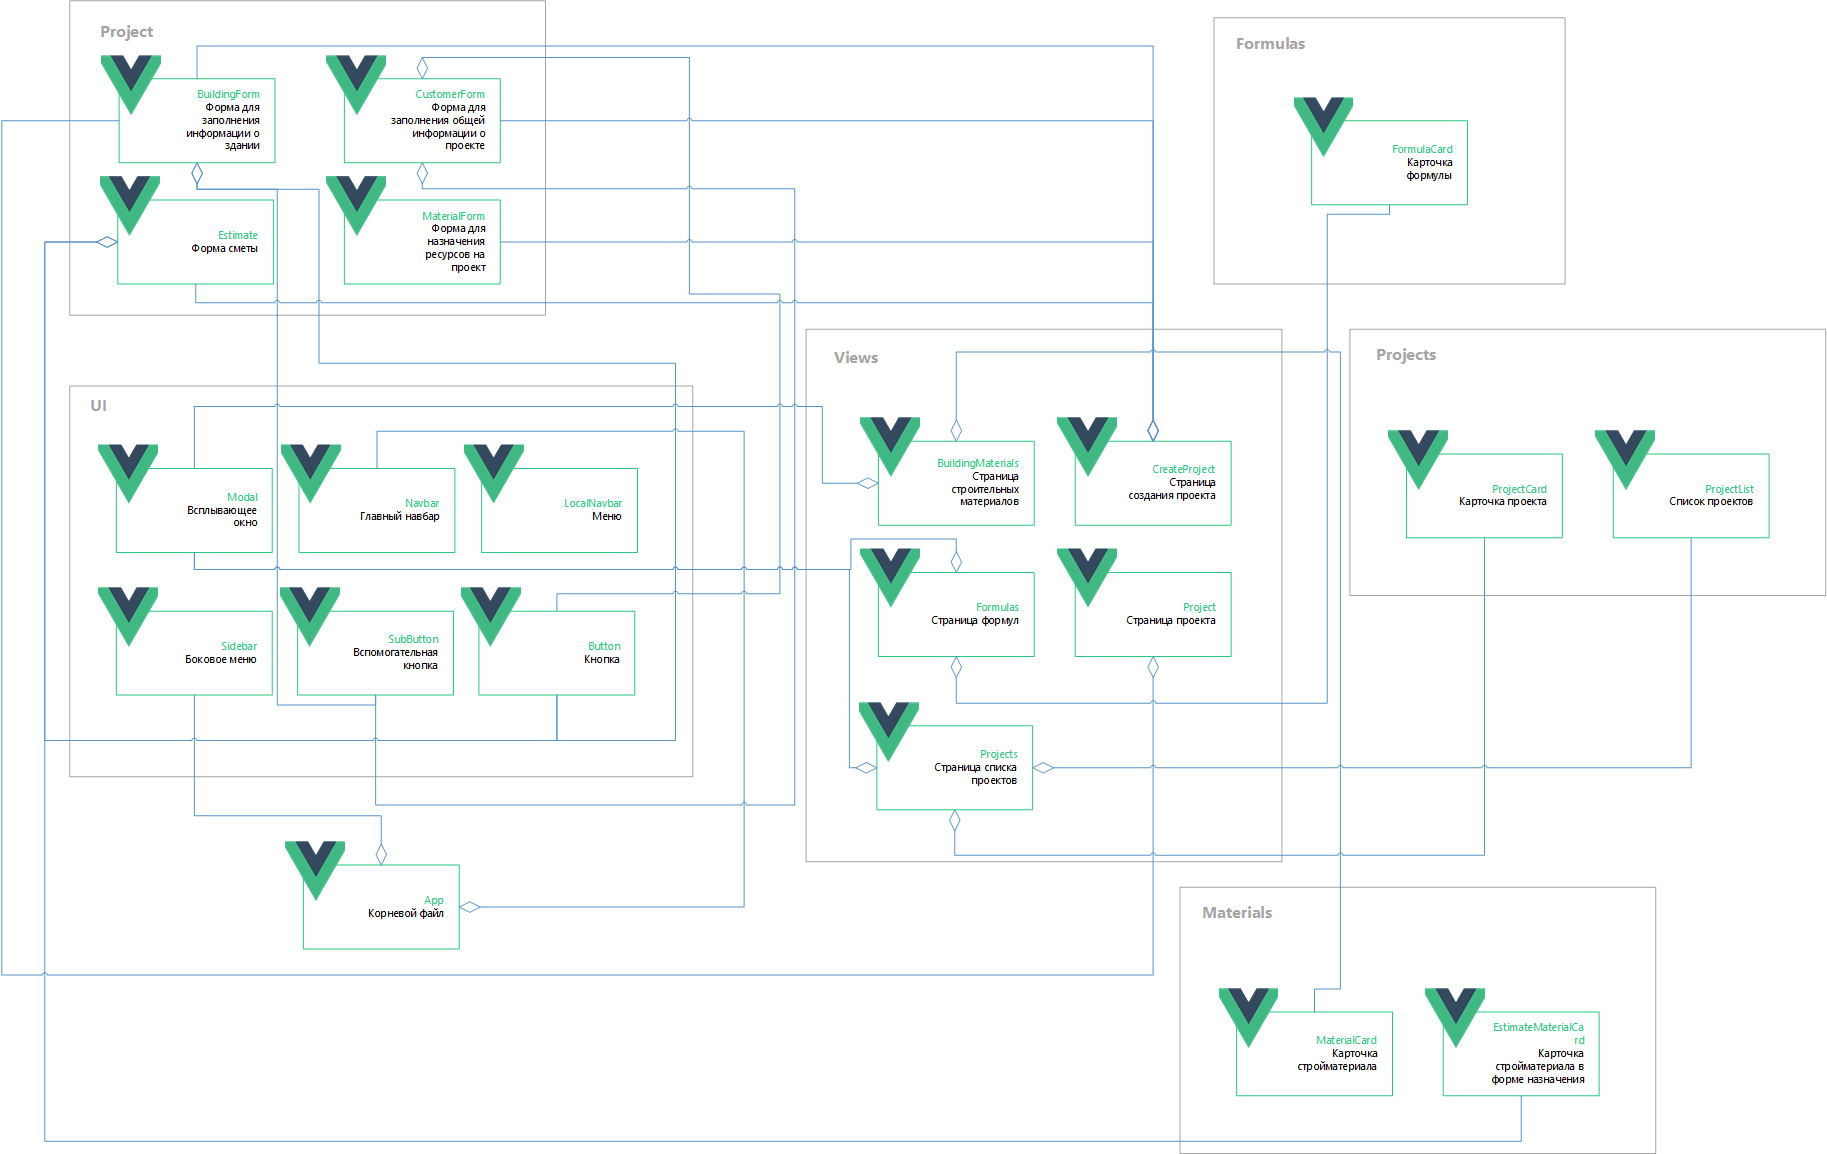 Project
BuildingForm
Форма для
заполнения
информации о
здании
CustomerForm
Форма для
заполнения общей
информации о
проекте
Estimate
Форма сметы
MaterialForm
Форма для
назначения
ресурсов на
проект
Formulas
FormulaCard
Карточка
формулы
UI
Modal
Всплывающее
окно
Navbar
Главный навбар
LocalNavbar
Меню
Sidebar
Боковое меню
SubButton
Вспомогательная
кнопка
Button
Кнопка
Views
BuildingMaterials
Страница
строительных
материалов
CreateProject
Страница
создания проекта
Formulas
Страница формул
Project
Страница проекта
Projects
Страница списка
проектов
Projects
ProjectCard
Карточка проекта
ProjectList
Список проектов
App
Корневой файл
Materials
MaterialCard
Карточка
стройматериала
EstimateMaterialCa
rd
Карточка
стройматериала в
форме назначения